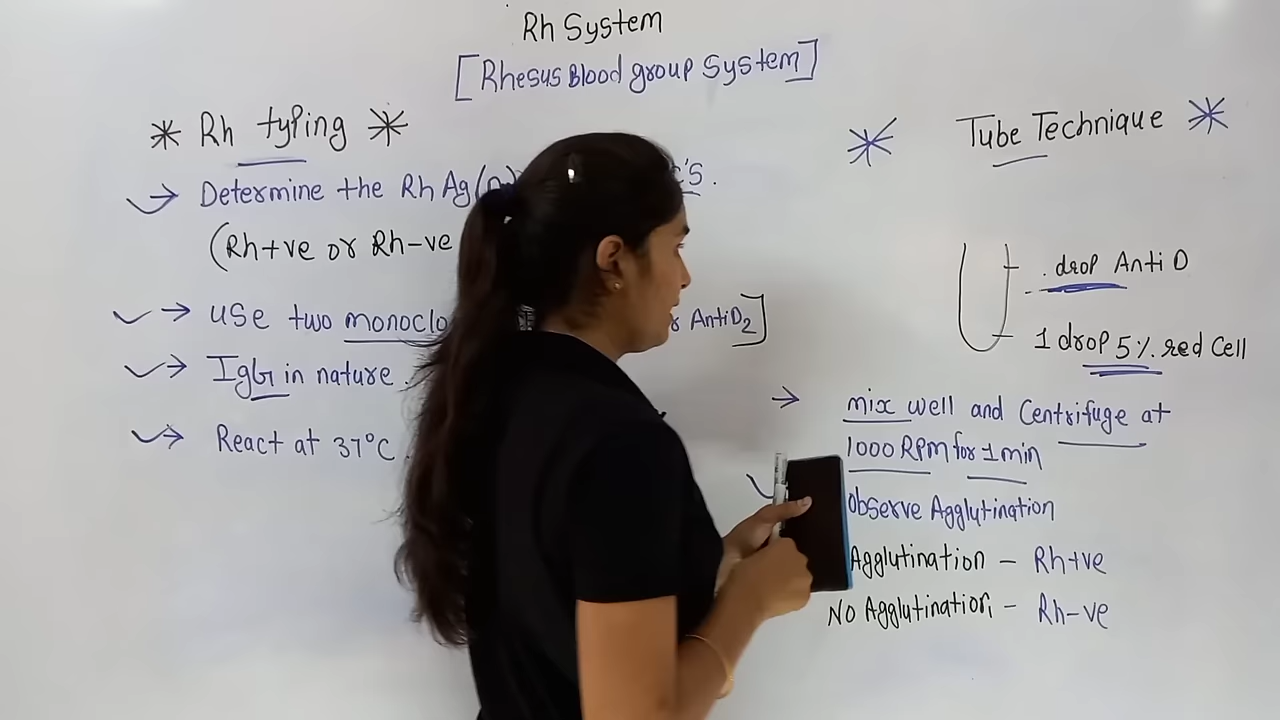 Rh System
[Rhesus Blood group System]
* Rh typing *
→ Determine the Rh Ag 's.
(Rh+ve or Rh-ve
→ use two AntiD2]
→ IgG in nature.
→ React at 37°C.
* Tube Technique *
drop Anti D
1 drop 5% red Cell
→ mix well and Centrifuge at
1000 RPM for 1 min
Observe Agglutination
Agglutination - Rh+ve
NO Agglutination - Rh-ve